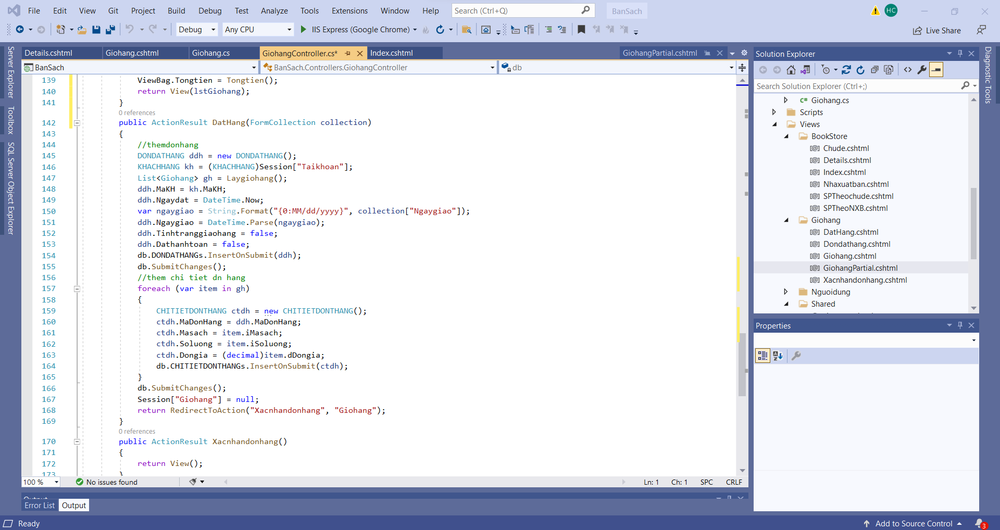 File Edit View Git Project Build Debug Test Analyze Tools Extensions Window Help Search (Ctrl+Q) BanSach HC
Debug Any CPU IIS Express (Google Chrome) Live Share
Server Explorer
Toolbox
SQL Server Object Explorer
Details.cshtml Giohang.cshtml Giohang.cs GiohangController.cs* Index.cshtml GiohangPartial.cshtml
BanSach BanSach.Controllers.GiohangController db
139 ViewBag.Tongtien = Tongtien();
140 return View(lstGiohang);
141 }
0 references
142 public ActionResult DatHang(FormCollection collection)
143 {
144 //themdonhang
145 DONDATHANG ddh = new DONDATHANG();
146 KHACHHANG kh = (KHACHHANG)Session["Taikhoan"];
147 List<Giohang> gh = Laygiohang();
148 ddh.MaKH = kh.MaKH;
149 ddh.Ngaydat = DateTime.Now;
150 var ngaygiao = String.Format("{0:MM/dd/yyyy}", collection["Ngaygiao"]);
151 ddh.Ngaygiao = DateTime.Parse(ngaygiao);
152 ddh.Tinhtranggiaohang = false;
153 ddh.Dathanhtoan = false;
154 db.DONDATHANGs.InsertOnSubmit(ddh);
155 db.SubmitChanges();
156 //them chi tiet dn hang
157 foreach (var item in gh)
158 {
159 CHITIETDONTHANG ctdh = new CHITIETDONTHANG();
160 ctdh.MaDonHang = ddh.MaDonHang;
161 ctdh.Masach = item.iMasach;
162 ctdh.Soluong = item.iSoluong;
163 ctdh.Dongia = (decimal)item.dDongia;
164 db.CHITIETDONTHANGs.InsertOnSubmit(ctdh);
165 }
166 db.SubmitChanges();
167 Session["Giohang"] = null;
168 return RedirectToAction("Xacnhandonhang", "Giohang");
169 }
0 references
170 public ActionResult Xacnhandonhang()
171 {
172 return View();
173 }
100 % No issues found Ln: 1 Ch: 1 SPC CRLF
Output
Error List Output
Solution Explorer
Search Solution Explorer (Ctrl+;)
C# Giohang.cs
Scripts
Views
BookStore
[@] Chude.cshtml
[@] Details.cshtml
[@] Index.cshtml
[@] Nhaxuatban.cshtml
[@] SPTheochude.cshtml
[@] SPTheoNXB.cshtml
Giohang
[@] DatHang.cshtml
[@] Dondathang.cshtml
[@] Giohang.cshtml
[@] GiohangPartial.cshtml
[@] Xacnhandonhang.cshtml
Nguoidung
Shared
Properties
Diagnostic Tools
Ready Add to Source Control 3